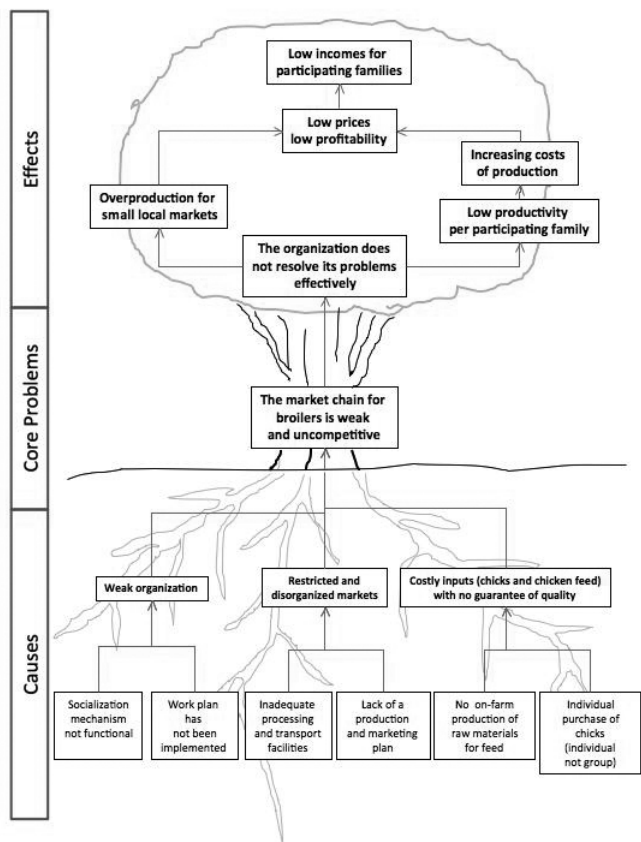 Effects
Low incomes for
participating families
Low prices
low profitability
Increasing costs
of production
Overproduction for
small local markets
Low productivity
per participating family
The organization does
not resolve its problems
effectively
Core Problems
The market chain for
broilers is weak
and uncompetitive
Causes
Weak organization
Restricted and
disorganized markets
Costly inputs (chicks and chicken feed)
with no guarantee of quality
Socialization
mechanism
not functional
Work plan
has
not been
implemented
Inadequate
processing
and transport
facilities
Lack of a
production
and marketing
plan
No on-farm
production of
raw materials
for feed
Individual
purchase of
chicks
(individual
not group)